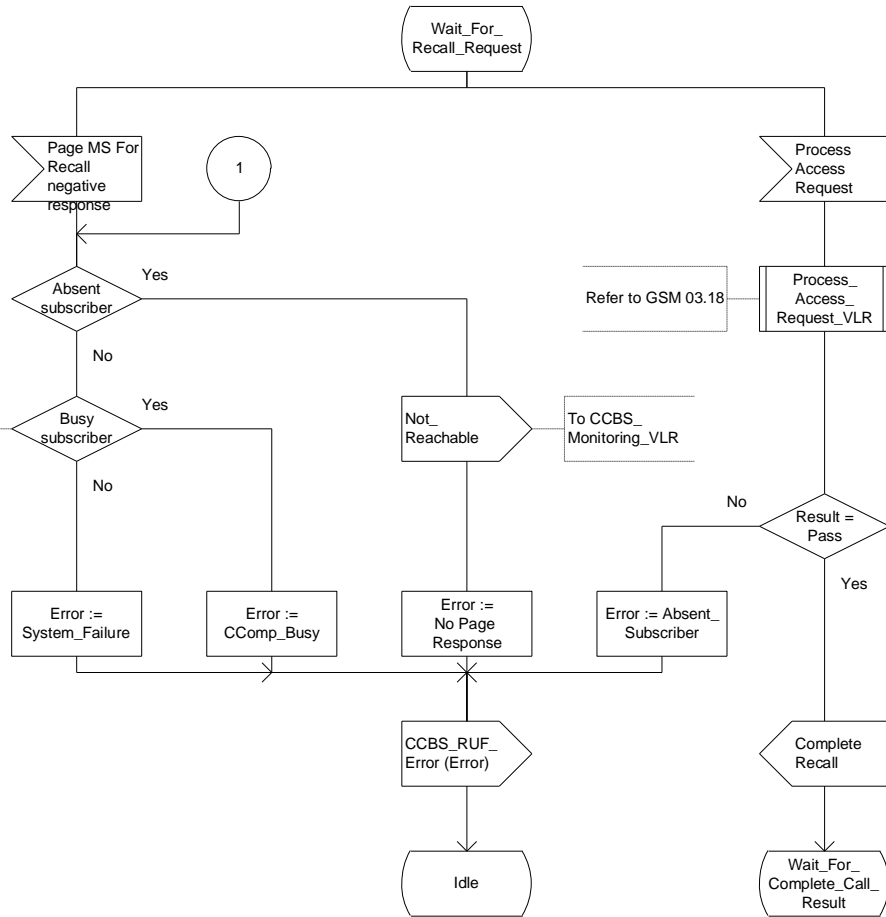 Wait_For_
Recall_Request
Page MS For
Recall
negative
response
1
Process
Access
Request
Yes
Absent
subscriber
Refer to GSM 03.18
Process_
Access_
Request_VLR
No
Yes
Busy
subscriber
Not_
Reachable
To CCBS_
Monitoring_VLR
No
No
Result =
Pass
Yes
Error :=
System_Failure
Error :=
CComp_Busy
Error :=
No Page
Response
Error := Absent_
Subscriber
CCBS_RUF_
Error (Error)
Complete
Recall
Idle
Wait_For_
Complete_Call_
Result